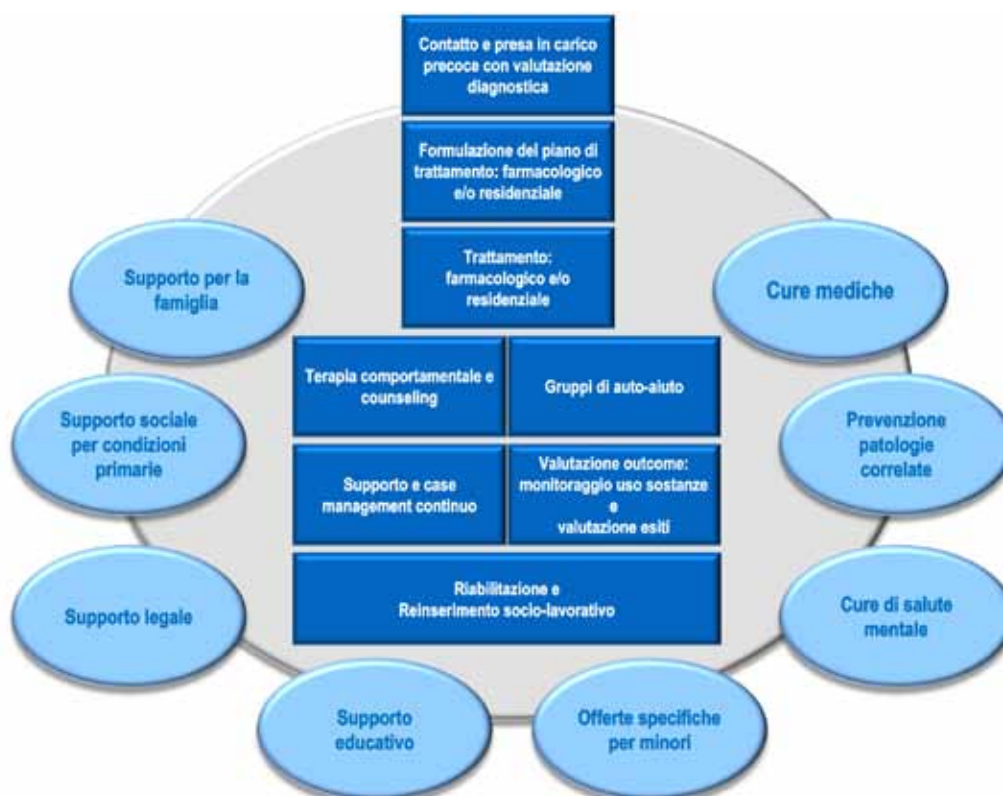 Contatto e presa in carico
precoce con valutazione
diagnostica
Formulazione del piano di
trattamento: farmacologico
e/o residenziale
Trattamento:
farmacologico e/o
residenziale
Supporto per la
famiglia
Cure mediche
Terapia comportamentale e
counseling
Gruppi di auto-aiuto
Supporto sociale
per condizioni
primarie
Prevenzione
patologie
correlate
Supporto e case
management continuo
Valutazione outcome:
monitoraggio uso sostanze
e
valutazione esiti
Riabilitazione e
Reinserimento socio-lavorativo
Supporto legale
Cure di salute
mentale
Supporto
educativo
Offerte specifiche
per minori